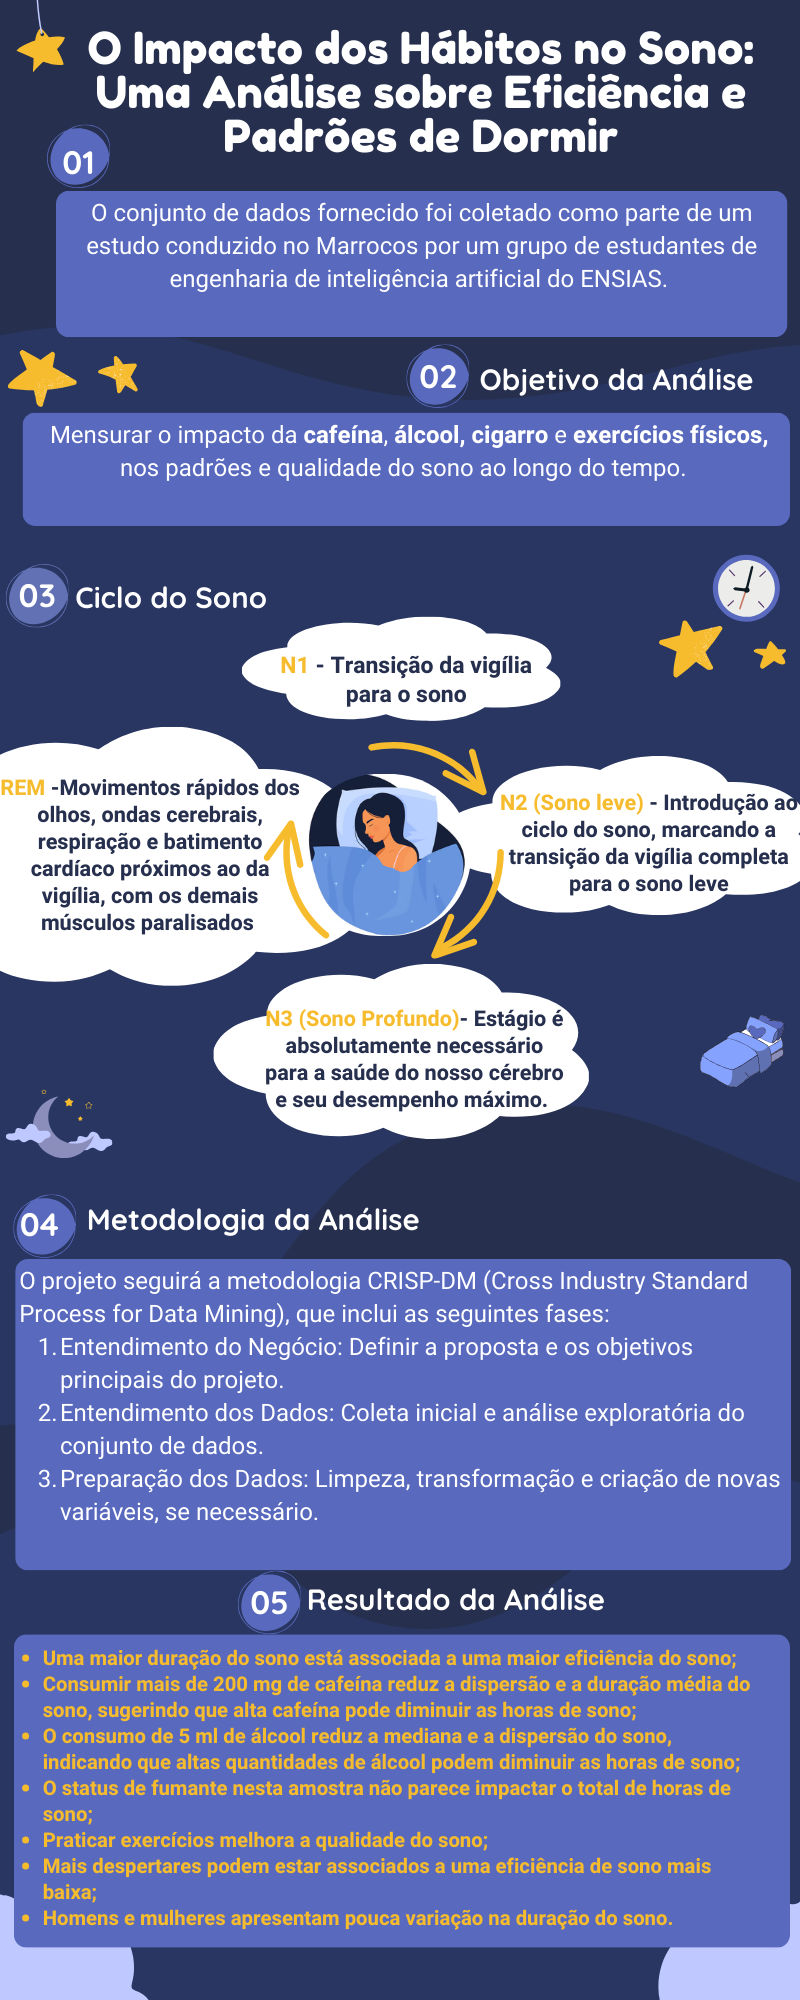 O Impacto dos Hábitos no Sono:
Uma Análise sobre Eficiência e
Padrões de Dormir
01
O conjunto de dados fornecido foi coletado como parte de um
estudo conduzido no Marrocos por um grupo de estudantes de
engenharia de inteligência artificial do ENSIAS.
02 Objetivo da Análise
Mensurar o impacto da cafeína, álcool, cigarro e exercícios físicos,
nos padrões e qualidade do sono ao longo do tempo.
03 Ciclo do Sono
N1 - Transição da vigília
para o sono
REM -Movimentos rápidos dos
olhos, ondas cerebrais,
respiração e batimento
cardíaco próximos ao da
vigília, com os demais
músculos paralisados
N2 (Sono leve) - Introdução ao
ciclo do sono, marcando a
transição da vigília completa
para o sono leve
N3 (Sono Profundo)- Estágio é
absolutamente necessário
para a saúde do nosso cérebro
e seu desempenho máximo.
04 Metodologia da Análise
O projeto seguirá a metodologia CRISP-DM (Cross Industry Standard
Process for Data Mining), que inclui as seguintes fases:
1. Entendimento do Negócio: Definir a proposta e os objetivos
principais do projeto.
2. Entendimento dos Dados: Coleta inicial e análise exploratória do
conjunto de dados.
3. Preparação dos Dados: Limpeza, transformação e criação de novas
variáveis, se necessário.
05 Resultado da Análise
• Uma maior duração do sono está associada a uma maior eficiência do sono;
• Consumir mais de 200 mg de cafeína reduz a dispersão e a duração média do
sono, sugerindo que alta cafeína pode diminuir as horas de sono;
• O consumo de 5 ml de álcool reduz a mediana e a dispersão do sono,
indicando que altas quantidades de álcool podem diminuir as horas de sono;
• O status de fumante nesta amostra não parece impactar o total de horas de
sono;
• Praticar exercícios melhora a qualidade do sono;
• Mais despertares podem estar associados a uma eficiência de sono mais
baixa;
• Homens e mulheres apresentam pouca variação na duração do sono.